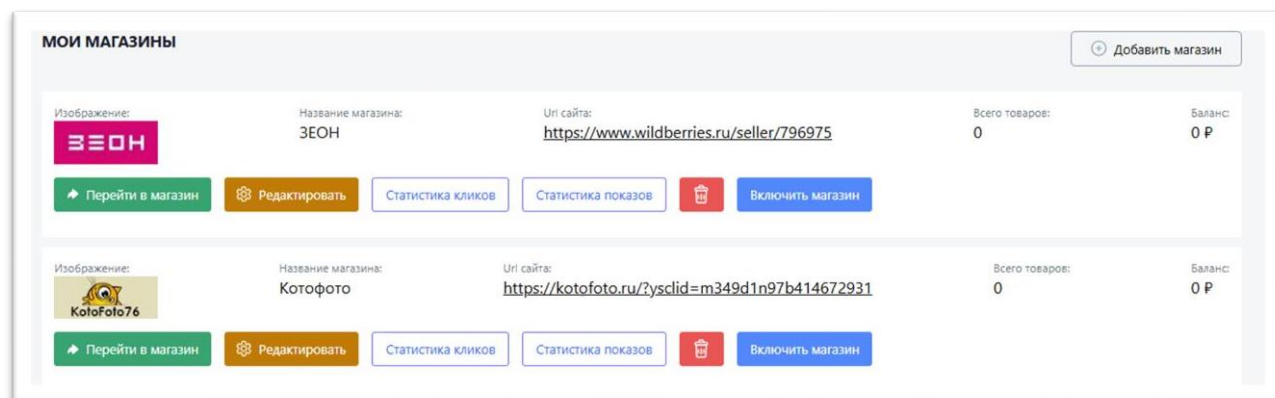 МОИ МАГАЗИНЫ
Добавить магазин
Изображение: Название магазина: Url сайта: Всего товаров: Баланс:
ЗЕОН ЗЕОН https://www.wildberries.ru/seller/796975 0 0 ₽
Перейти в магазин Редактировать Статистика кликов Статистика показов Включить магазин
Изображение: Название магазина: Url сайта: Всего товаров: Баланс:
KotoFoto76 Котофото https://kotofoto.ru/?ysclid=m349d1n97b414672931 0 0 ₽
Перейти в магазин Редактировать Статистика кликов Статистика показов Включить магазин